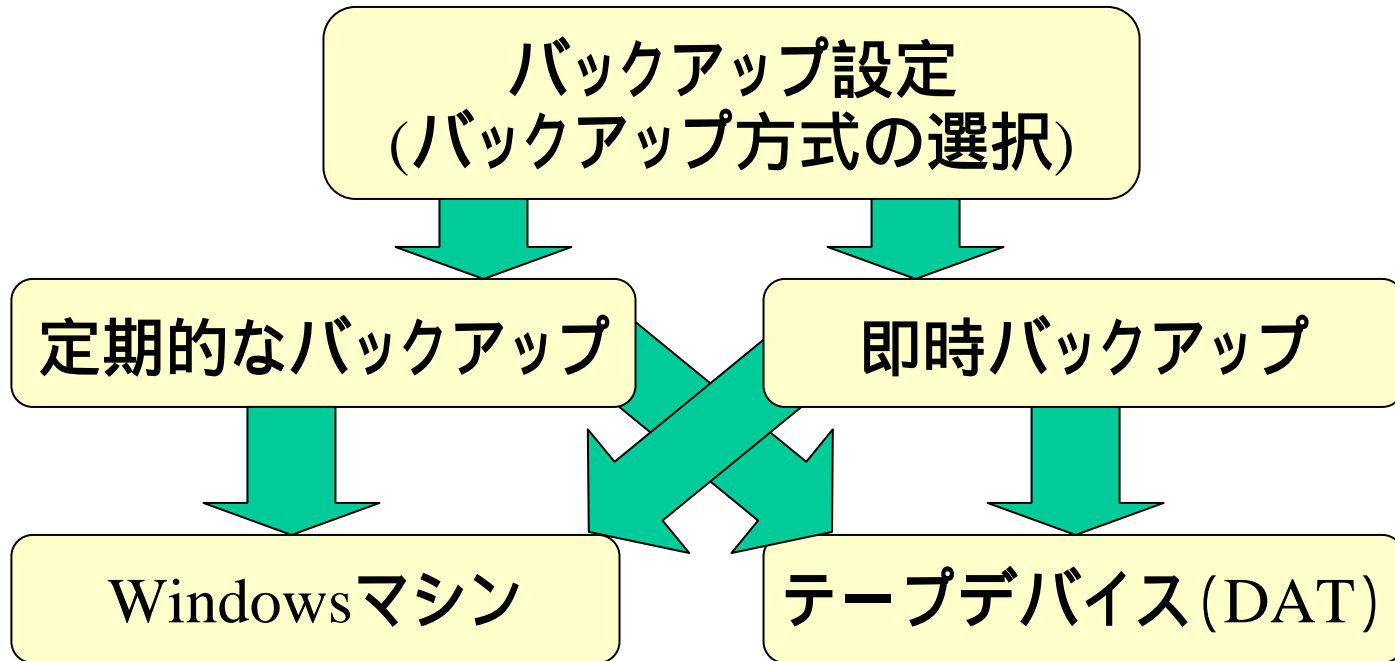 バックアップ設定
(バックアップ方式の選択)
定期的なバックアップ
即時バックアップ
Windowsマシン
テープデバイス(DAT)